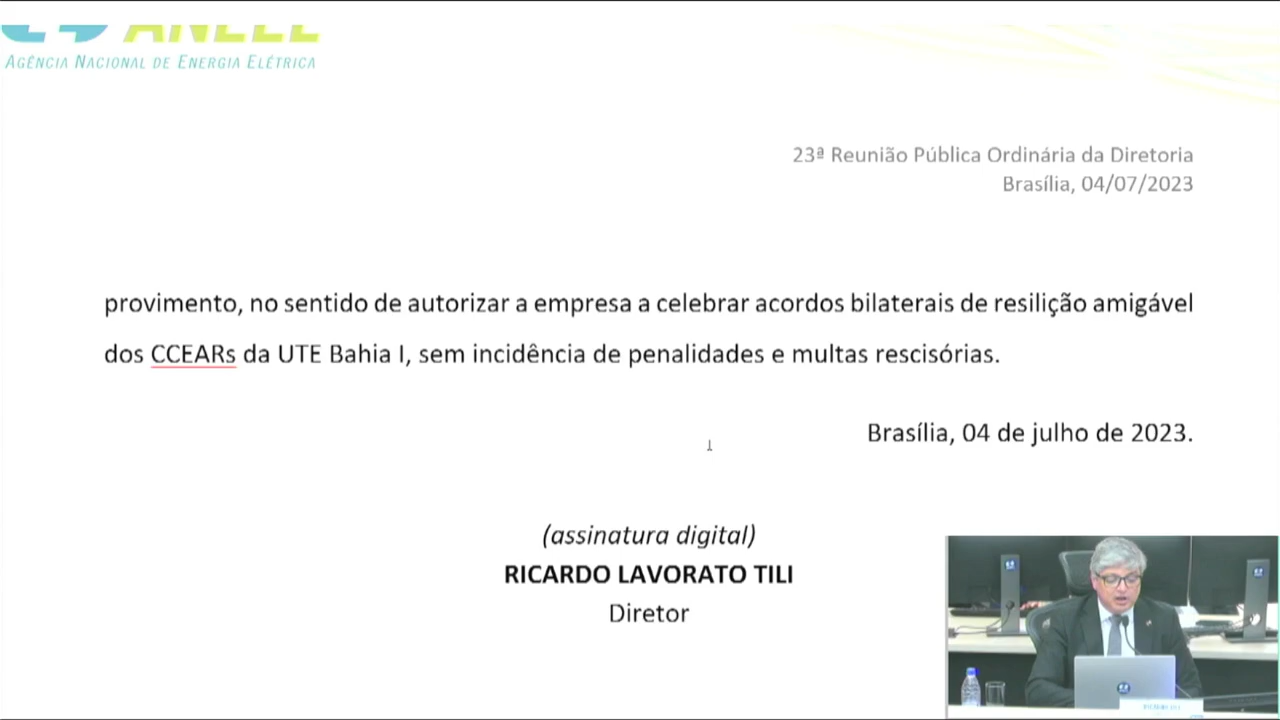 ANEEL
AGÊNCIA NACIONAL DE ENERGIA ELÉTRICA
23ª Reunião Pública Ordinária da Diretoria
Brasília, 04/07/2023
provimento, no sentido de autorizar a empresa a celebrar acordos bilaterais de resilição amigável
dos CCEARs da UTE Bahia I, sem incidência de penalidades e multas rescisórias.
Brasília, 04 de julho de 2023.
(assinatura digital)
RICARDO LAVORATO TILI
Diretor